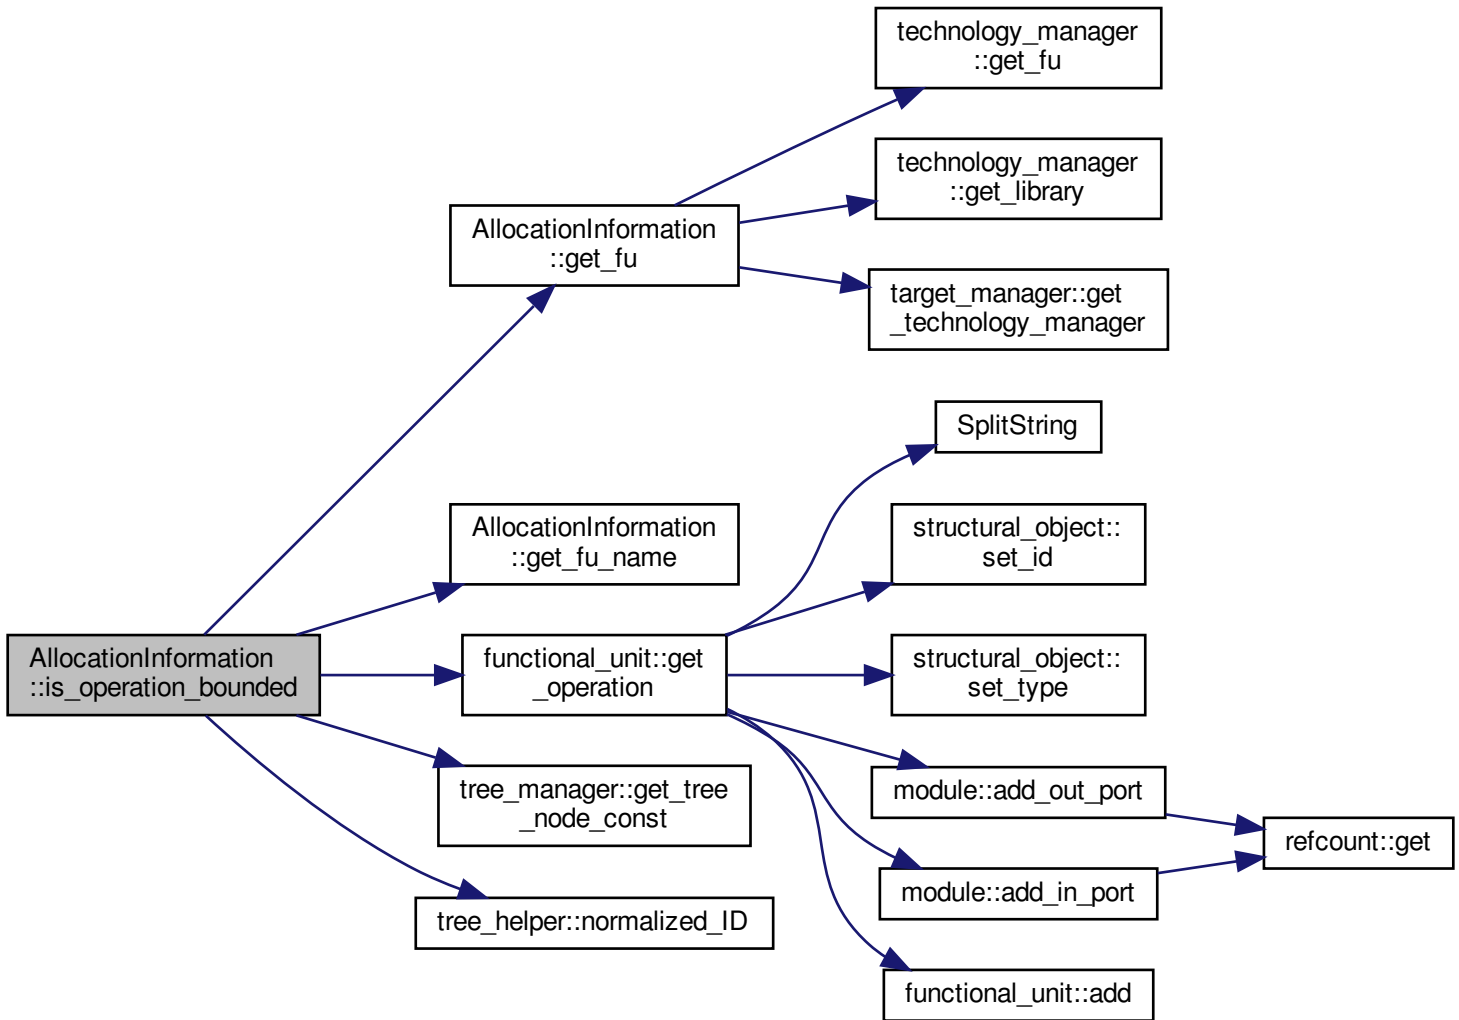 technology_manager
::get_fu
technology_manager
::get_library
AllocationInformation
::get_fu
target_manager::get
_technology_manager
SplitString
AllocationInformation
::get_fu_name
structural_object::
set_id
AllocationInformation
::is_operation_bounded
functional_unit::get
_operation
structural_object::
set_type
tree_manager::get_tree
_node_const
module::add_out_port
refcount::get
module::add_in_port
tree_helper::normalized_ID
functional_unit::add